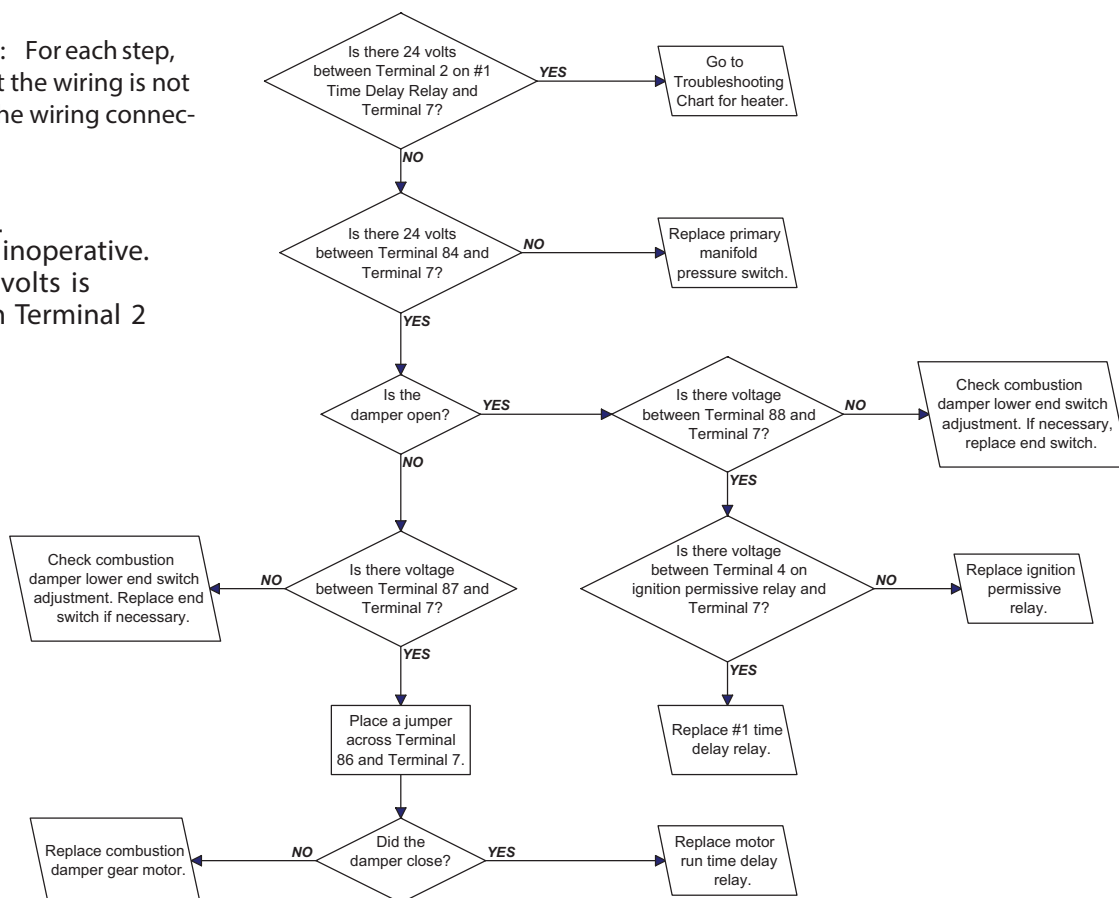 : For each step,
t the wiring is not
he wiring connec-
inoperative.
volts is
n Terminal 2
Is there 24 volts
between Terminal 2 on #1
Time Delay Relay and
Terminal 7?
YES
Go to
Troubleshooting
Chart for heater.
NO
Is there 24 volts
between Terminal 84 and
Terminal 7?
NO
Replace primary
manifold
pressure switch.
YES
Is the
damper open?
YES
Is there voltage
between Terminal 88 and
Terminal 7?
NO
Check combustion
damper lower end switch
adjustment. If necessary,
replace end switch.
NO
YES
Is there voltage
between Terminal 87 and
Terminal 7?
NO
Check combustion
damper lower end switch
adjustment. Replace end
switch if necessary.
Is there voltage
between Terminal 4 on
ignition permissive relay and
Terminal 7?
NO
Replace ignition
permissive
relay.
YES
YES
Place a jumper
across Terminal
86 and Terminal 7.
Replace #1 time
delay relay.
Did the
damper close?
NO
Replace combustion
damper gear motor.
YES
Replace motor
run time delay
relay.